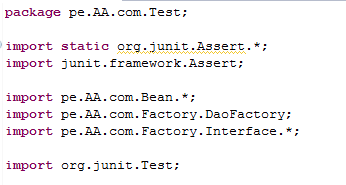 package pe.AA.com.Test;
import static org.junit.Assert.*;
import junit.framework.Assert;
import pe.AA.com.Bean.*;
import pe.AA.com.Factory.DaoFactory;
import pe.AA.com.Factory.Interface.*;
import org.junit.Test;